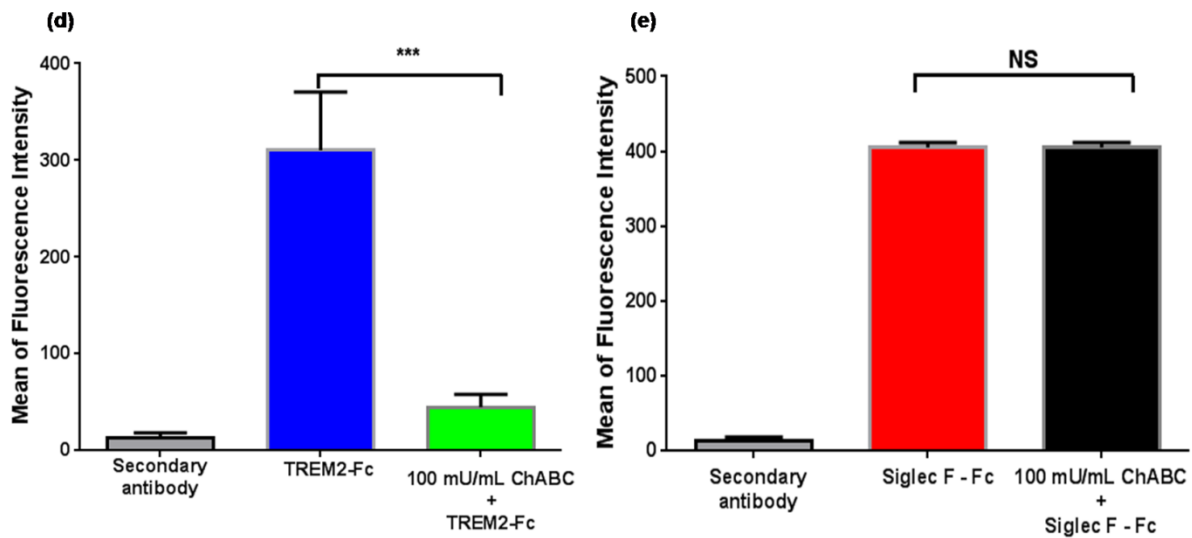 (d)
***
400
300
200
100
0
Mean of Fluorescence Intensity
Secondary
antibody
TREM2-Fc
100 mU/mL ChABC
+
TREM2-Fc
(e)
NS
500
400
300
200
100
0
Mean of Fluorescence Intensity
Secondary
antibody
Siglec F - Fc
100 mU/mL ChABC
+
Siglec F - Fc